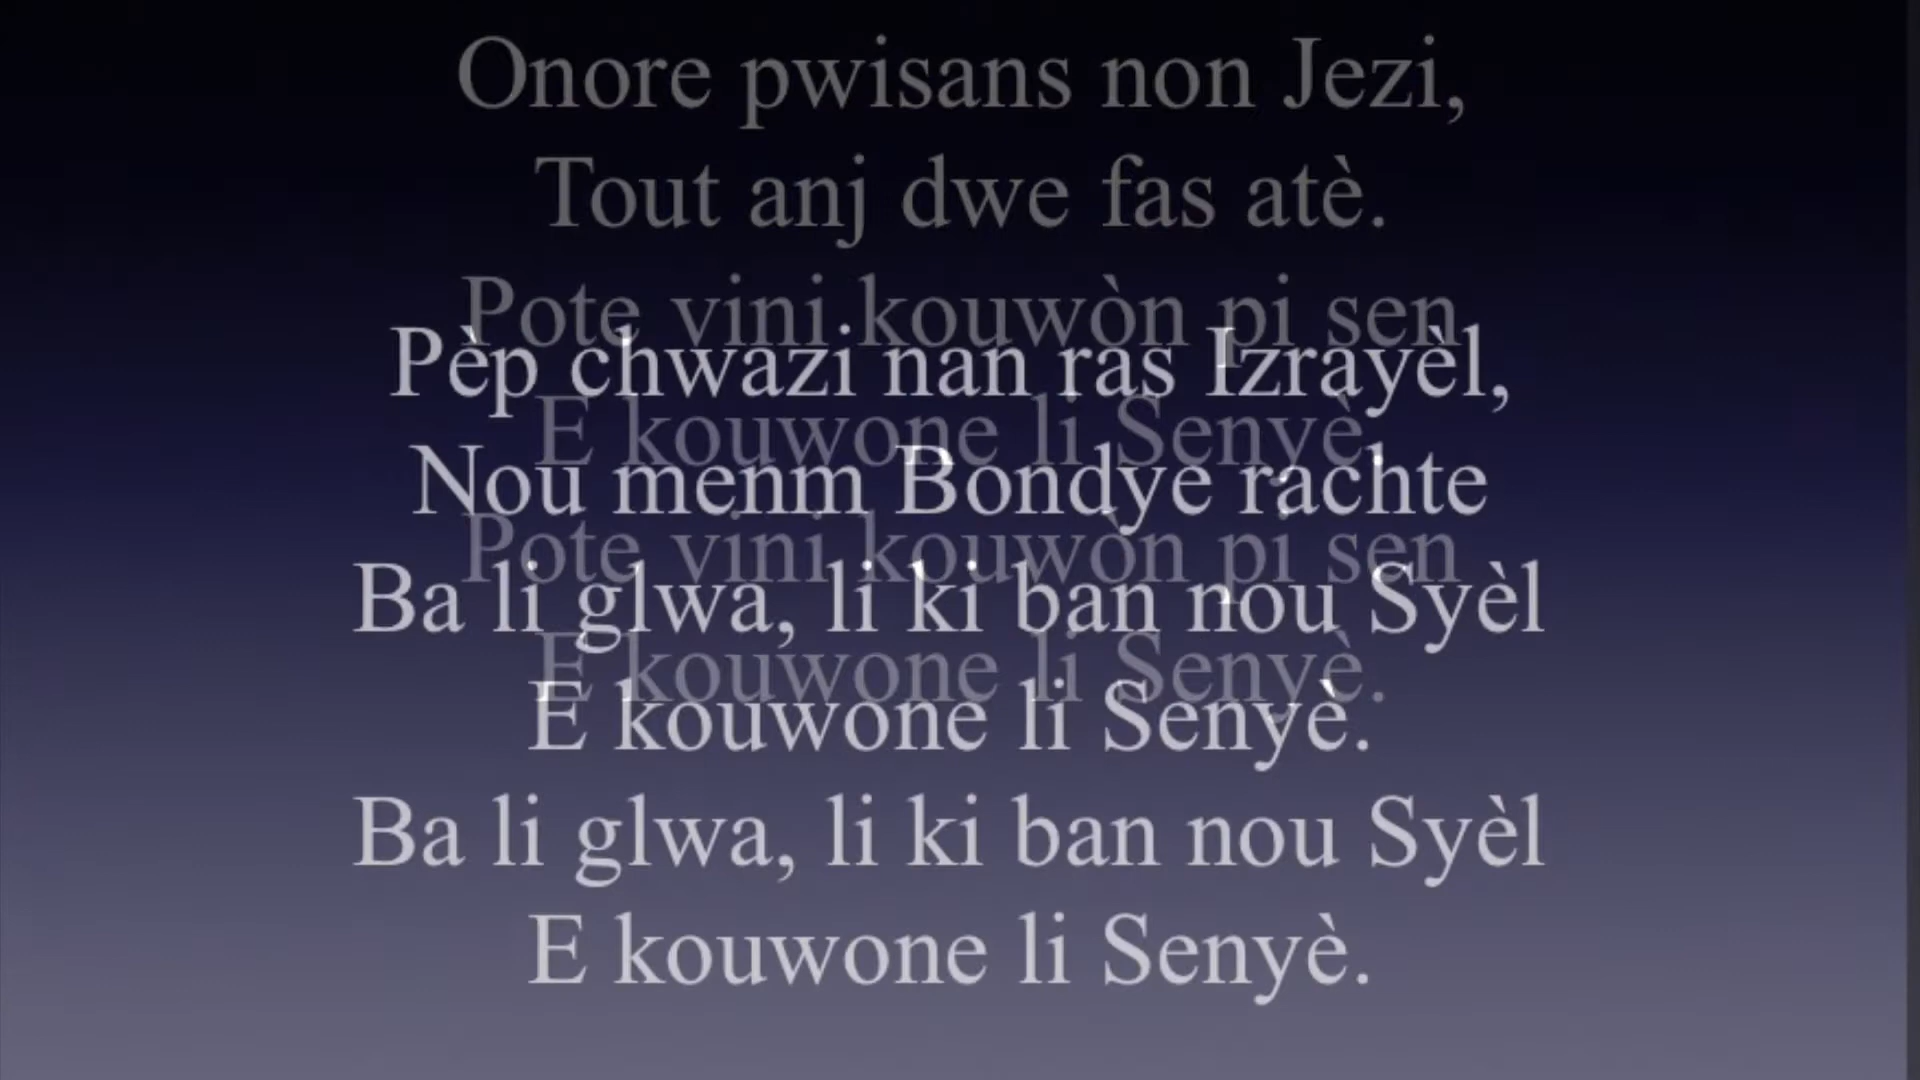 Onore pwisans non Jezi,
Tout anj dwe fas atè.
Pote vini kouwòn pi sen
E kouwone li Senyè.
Pote vini kouwòn pi sen
E kouwone li Senyè.
Pèp chwazi nan ras Izrayèl,
Nou menm Bondye rachte
Ba li glwa, li ki ban nou Syèl
E kouwone li Senyè.
Ba li glwa, li ki ban nou Syèl
E kouwone li Senyè.